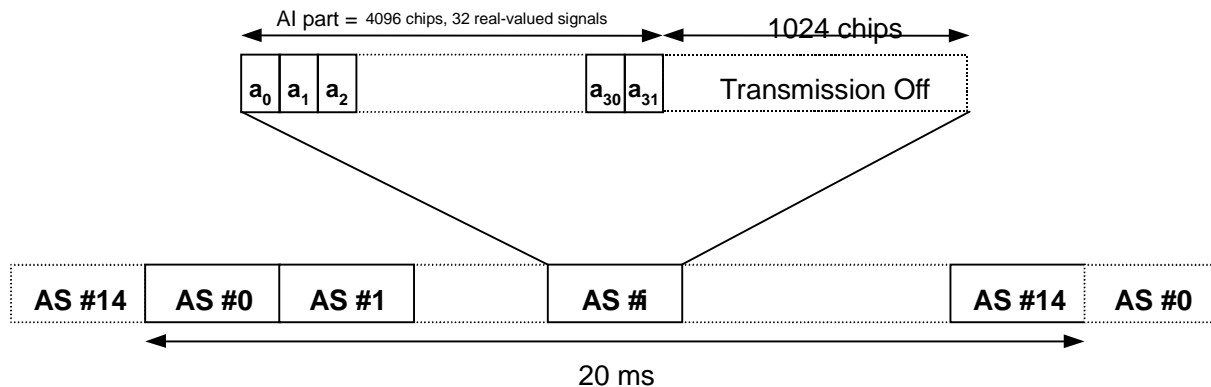 AI part = 4096 chips, 32 real-valued signals
1024 chips
a0 a1 a2 a30 a31 Transmission Off
AS #14 AS #0 AS #1 AS #i AS #14 AS #0
20 ms